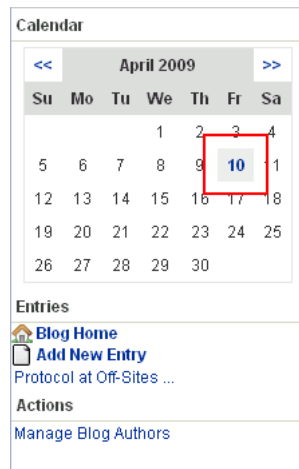 Calendar
<< April 2009 >>
Su Mo Tu We Th Fr Sa
1 2 3 4
5 6 7 8 9 10 11
12 13 14 15 16 17 18
19 20 21 22 23 24 25
26 27 28 29 30
Entries
Blog Home
Add New Entry
Protocol at Off-Sites ...
Actions
Manage Blog Authors